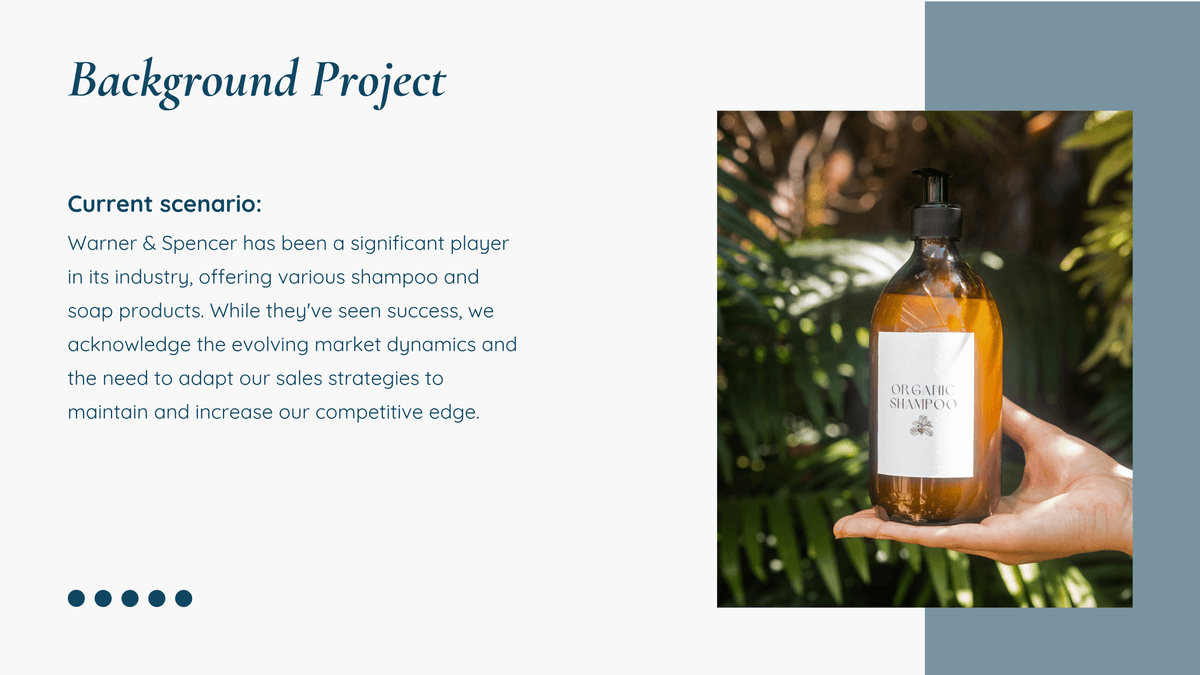 Background Project
Current scenario:
Warner & Spencer has been a significant player
in its industry, offering various shampoo and
soap products. While they've seen success, we
acknowledge the evolving market dynamics and
the need to adapt our sales strategies to
maintain and increase our competitive edge.
ORGANIC
SHAMPOO